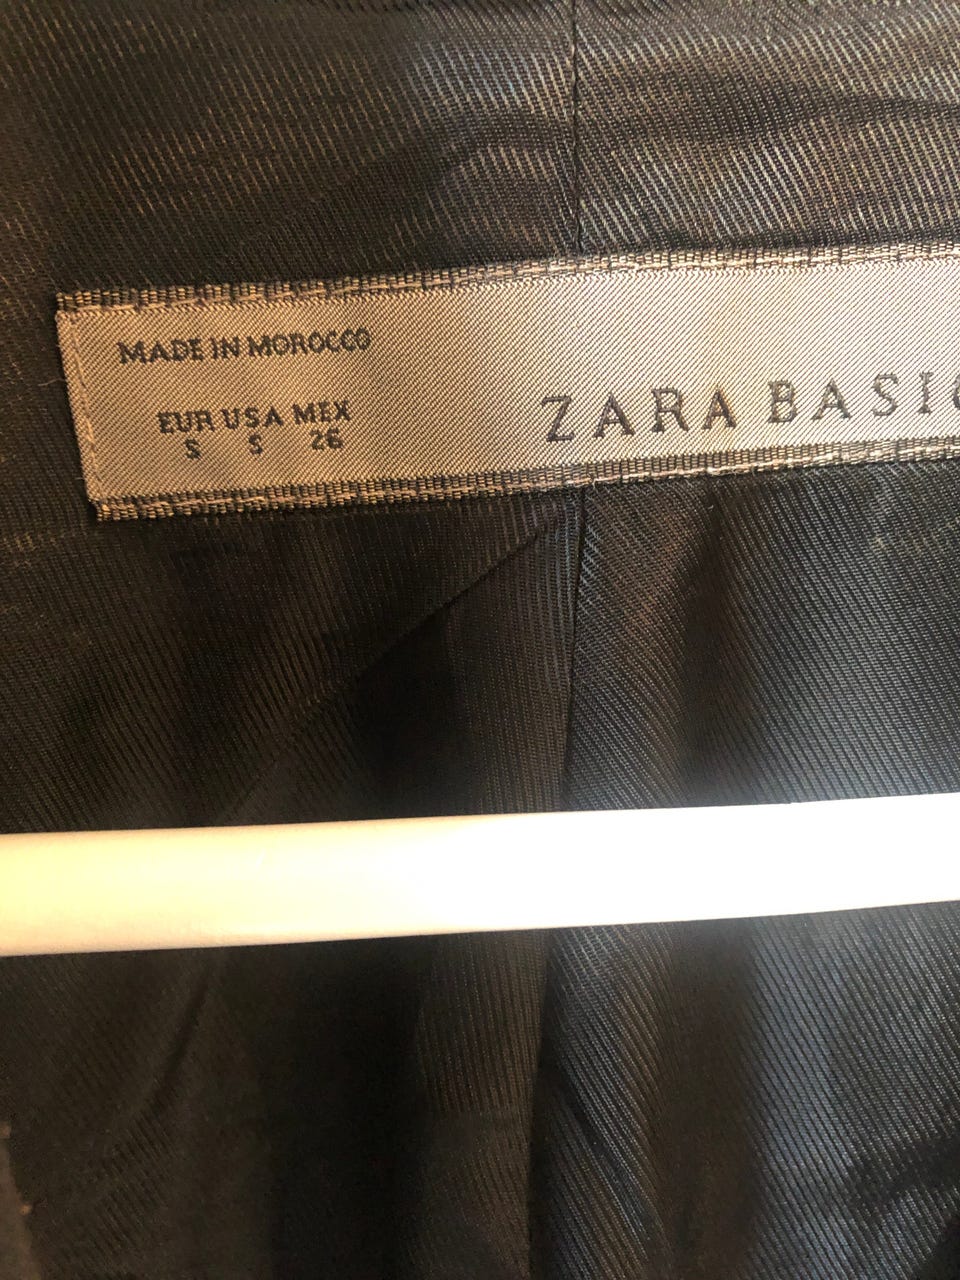 MADE IN MOROCCO
EUR USA MEX
S S 26
ZARA BASIC